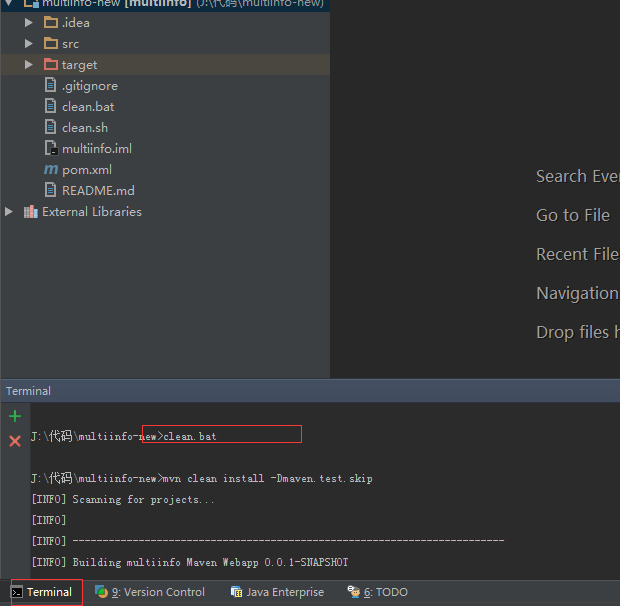 multiinfo-new [multiinfo] (J:\代码\multiinfo-new)
.idea
src
target
.gitignore
clean.bat
clean.sh
multiinfo.iml
pom.xml
README.md
External Libraries
Search Eve
Go to File
Recent File
Navigation
Drop files h
Terminal
J:\代码\multiinfo-new>clean.bat
J:\代码\multiinfo-new>mvn clean install -Dmaven.test.skip
[INFO] Scanning for projects...
[INFO]
[INFO] ------------------------------------------------------------------------
[INFO] Building multiinfo Maven Webapp 0.0.1-SNAPSHOT
Terminal 9: Version Control Java Enterprise 6: TODO